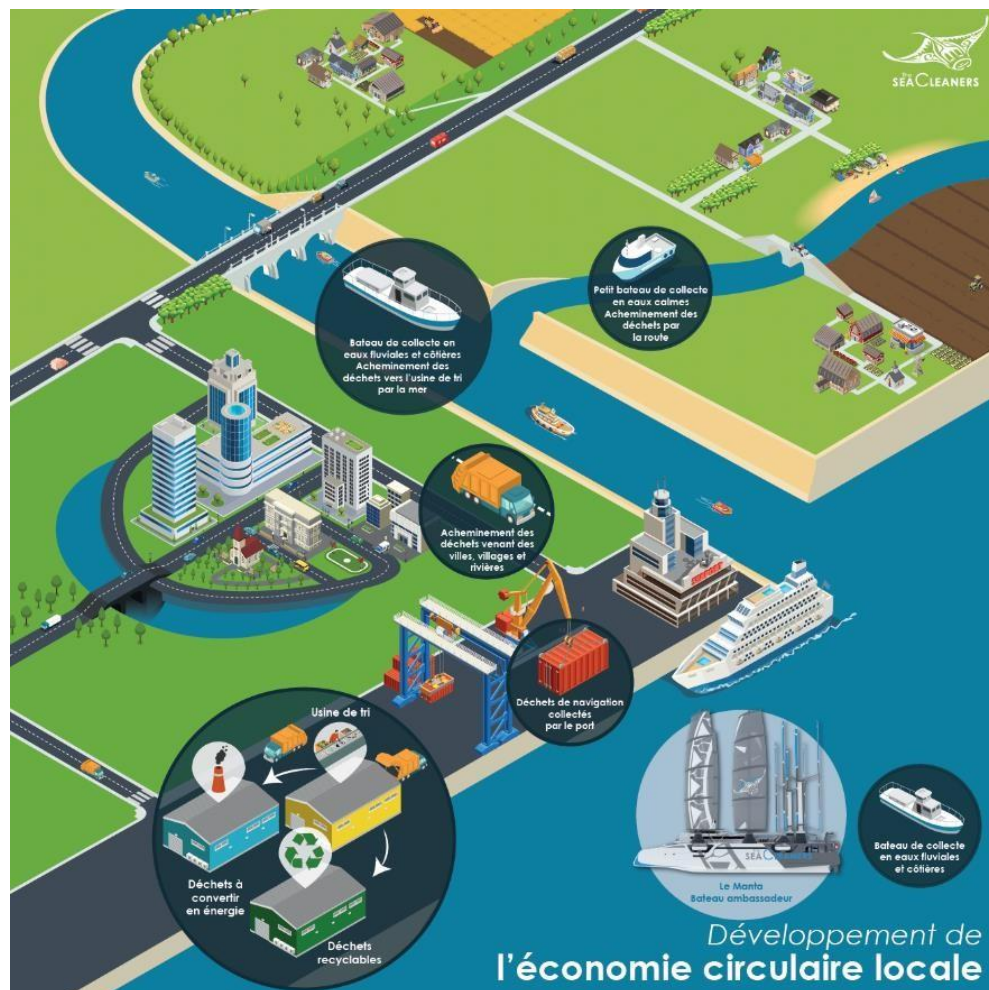 The
SEACLEANERS
Petit bateau de collecte
en eaux calmes
Acheminement des
déchets par
la route
Bateau de collecte en
eaux fluviales et côtières
Acheminement des
déchets vers l'usine de tri
par la mer
Acheminement des
déchets venant des
villes, villages et
rivières
Déchets de navigation
collectés
par le port
Usine de tri
Déchets à
convertir
en énergie
Déchets
recyclables
SEACLEANERS
Le Manta
Bateau ambassadeur
Bateau de collecte
en eaux fluviales
et côtières
Développement de
l'économie circulaire locale